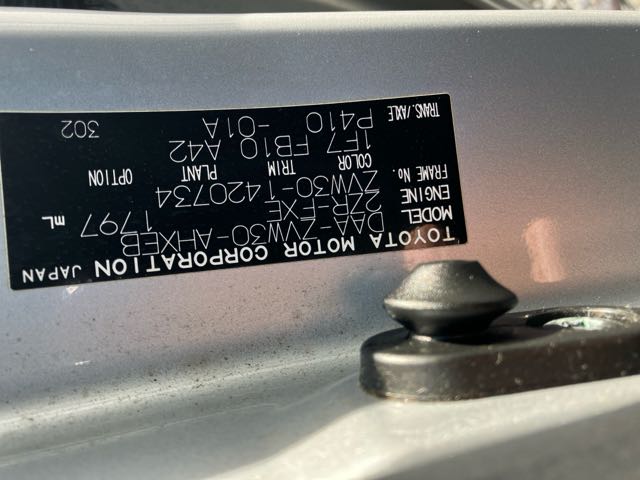 TOYOTA MOTOR CORPORATION JAPAN
MODEL DAA-ZVW30-AHXEB
ENGINE 2ZR-FXE 1797 mL
FRAME No. ZVW30-1420734
COLOR TRIM PLANT OPTION
1F7 FB10 A42
TRANS./AXLE P410-01A
302